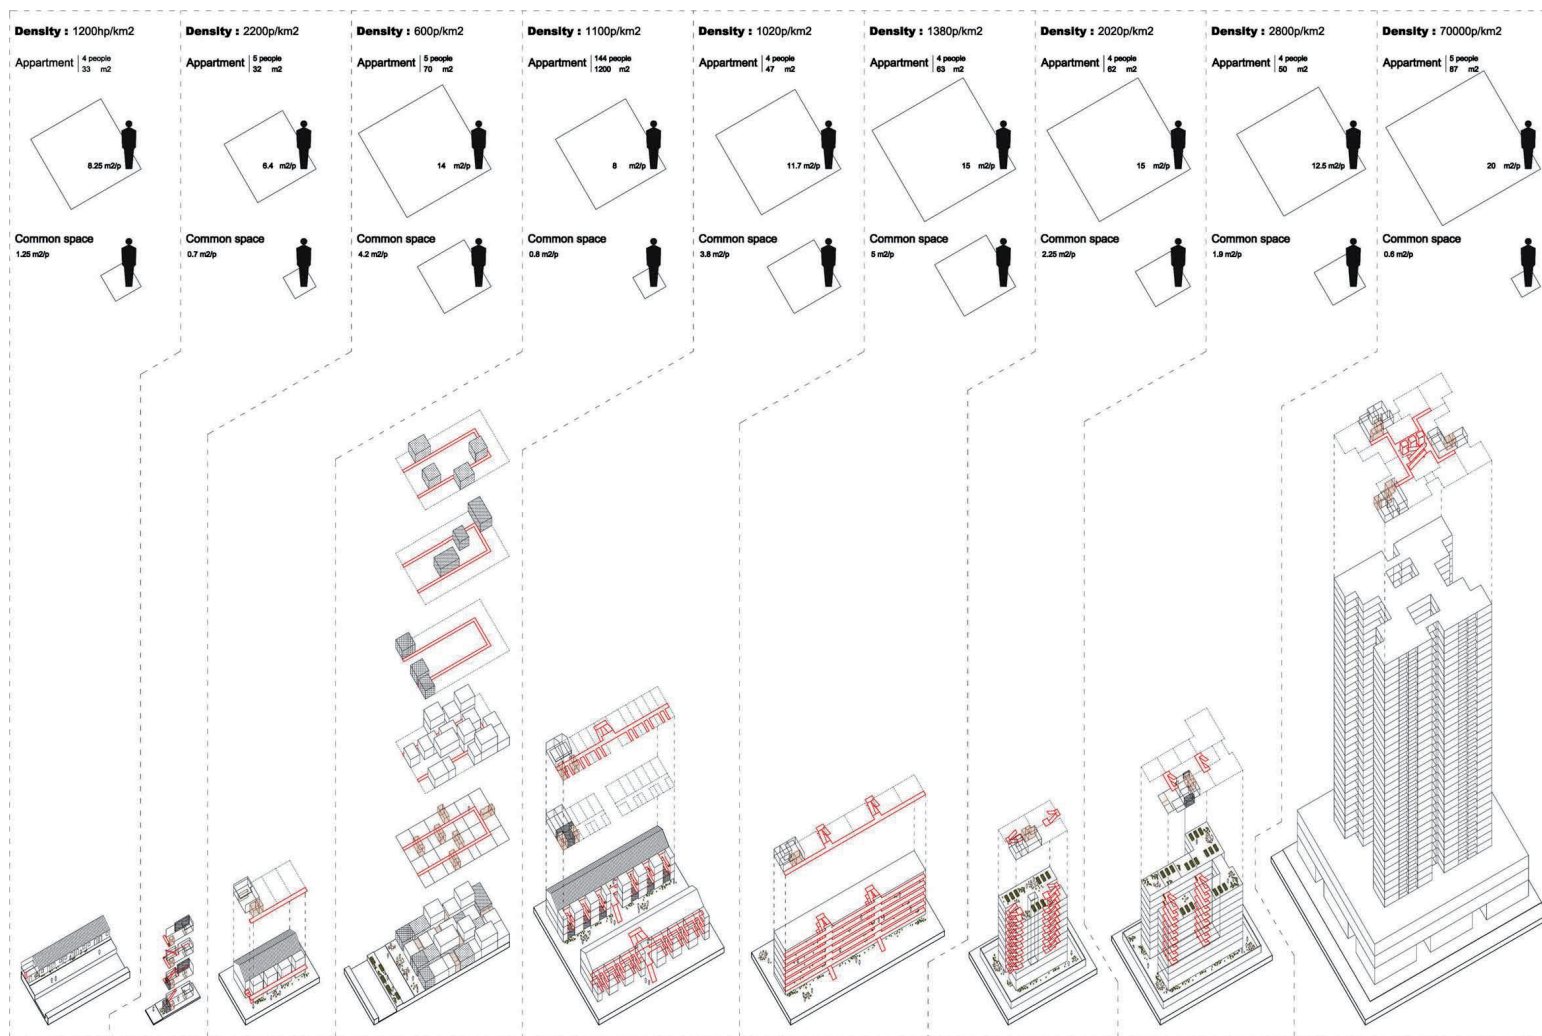 Density : 1200hp/km2
Appartment
4 people
33 m2
8.25 m2/p
Common space
1.25 m2/p
Density : 2200p/km2
Appartment
5 people
32 m2
6.4 m2/p
Common space
0.7 m2/p
Density : 600p/km2
Appartment
5 people
70 m2
14 m2/p
Common space
4.2 m2/p
Density : 1100p/km2
Appartment
144 people
1200 m2
8 m2/p
Common space
0.8 m2/p
Density : 1020p/km2
Appartment
4 people
47 m2
11.7 m2/p
Common space
3.8 m2/p
Density : 1380p/km2
Appartment
4 people
63 m2
15 m2/p
Common space
5 m2/p
Density : 2020p/km2
Appartment
4 people
62 m2
15 m2/p
Common space
2.25 m2/p
Density : 2800p/km2
Appartment
4 people
50 m2
12.5 m2/p
Common space
1.9 m2/p
Density : 70000p/km2
Appartment
5 people
87 m2
20 m2/p
Common space
0.6 m2/p